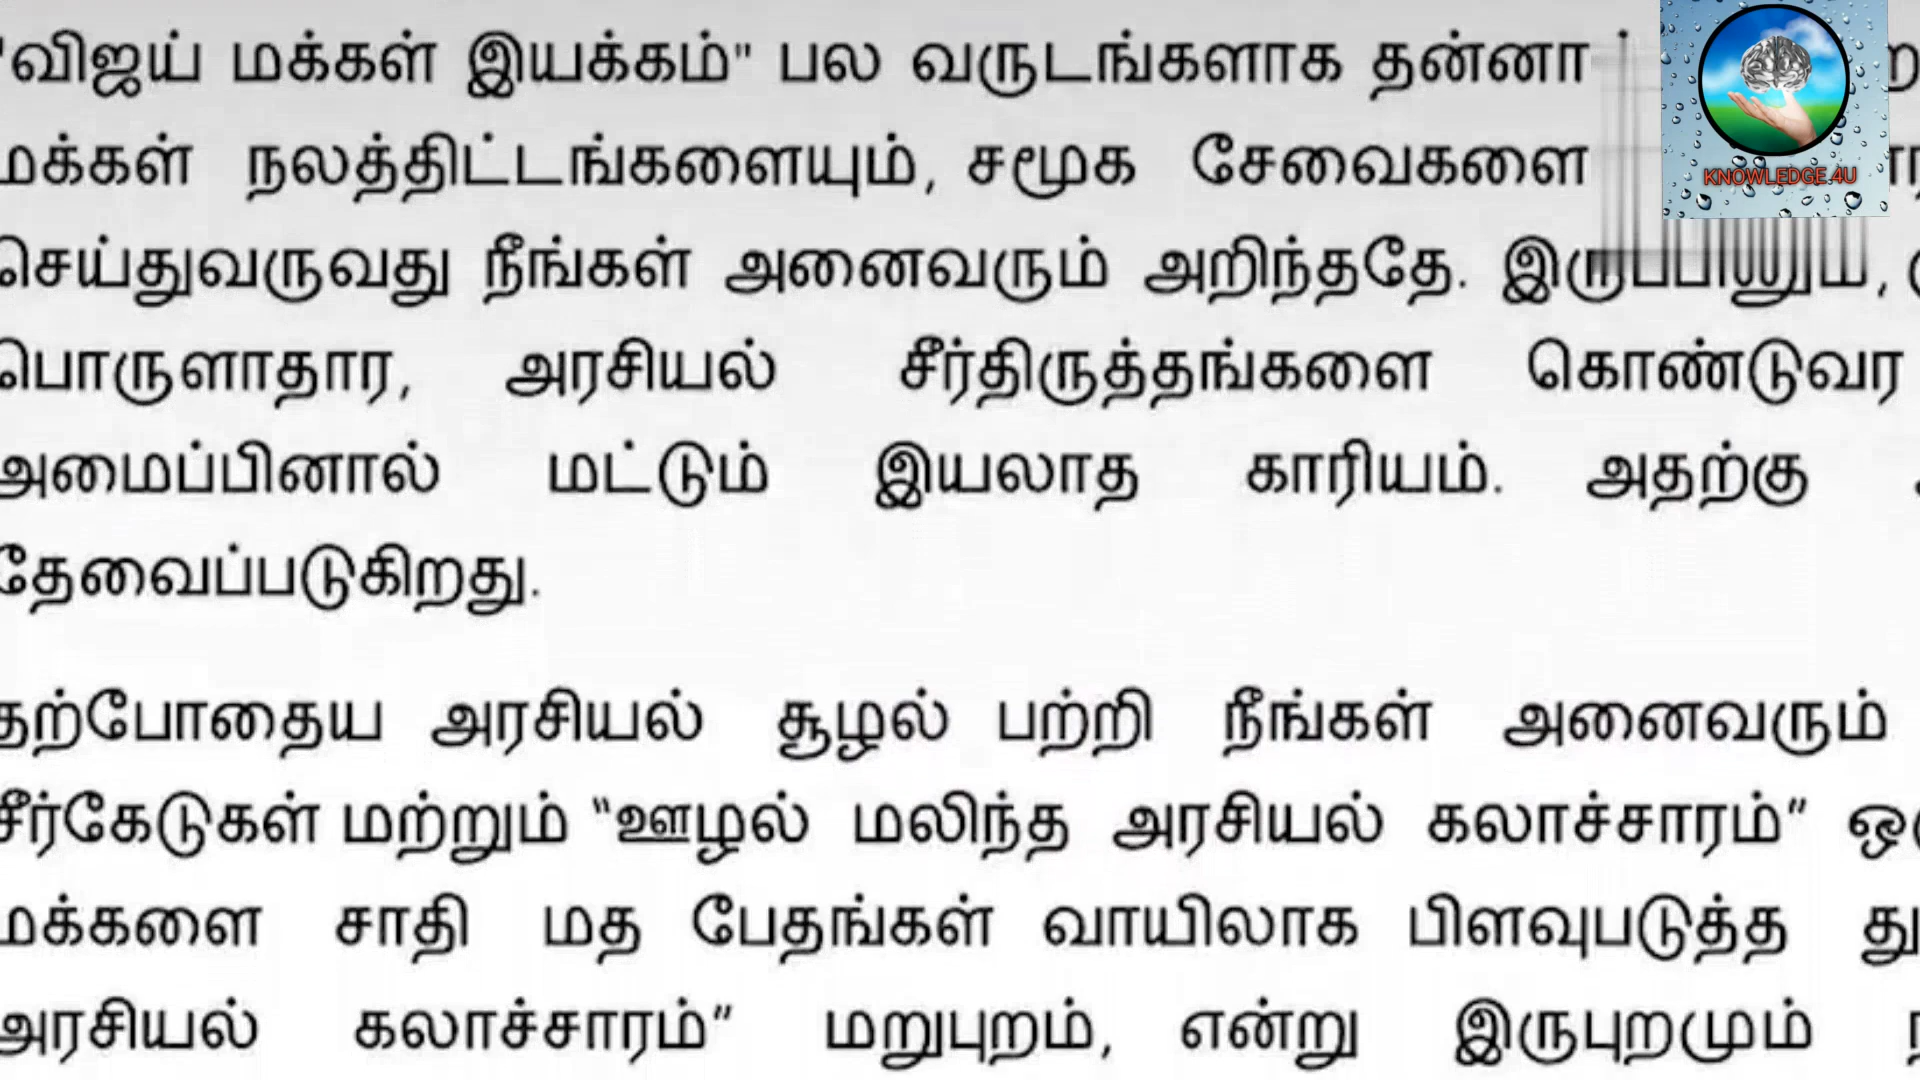 "விஜய் மக்கள் இயக்கம்" பல வருடங்களாக
KNOWLEDGE.4U
மக்கள் நலத்திட்டங்களையும், சமூக
செய்துவருவது நீங்கள் அனைவரும் அறிந்ததே. இருப்பினும்,
பொருளாதார, அரசியல் சீர்திருத்தங்களை கொண்டுவர
அமைப்பினால் மட்டும் இயலாத காரியம். அதற்கு
தேவைப்படுகிறது.
தற்போதைய அரசியல் சூழல் பற்றி நீங்கள் அனைவரும்
சீர்கேடுகள் மற்றும் “ஊழல் மலிந்த அரசியல் கலாச்சாரம்”
மக்களை சாதி மத பேதங்கள் வாயிலாக பிளவுபடுத்த
அரசியல் கலாச்சாரம்” மறுபுறம், என்று இருபுறமும்